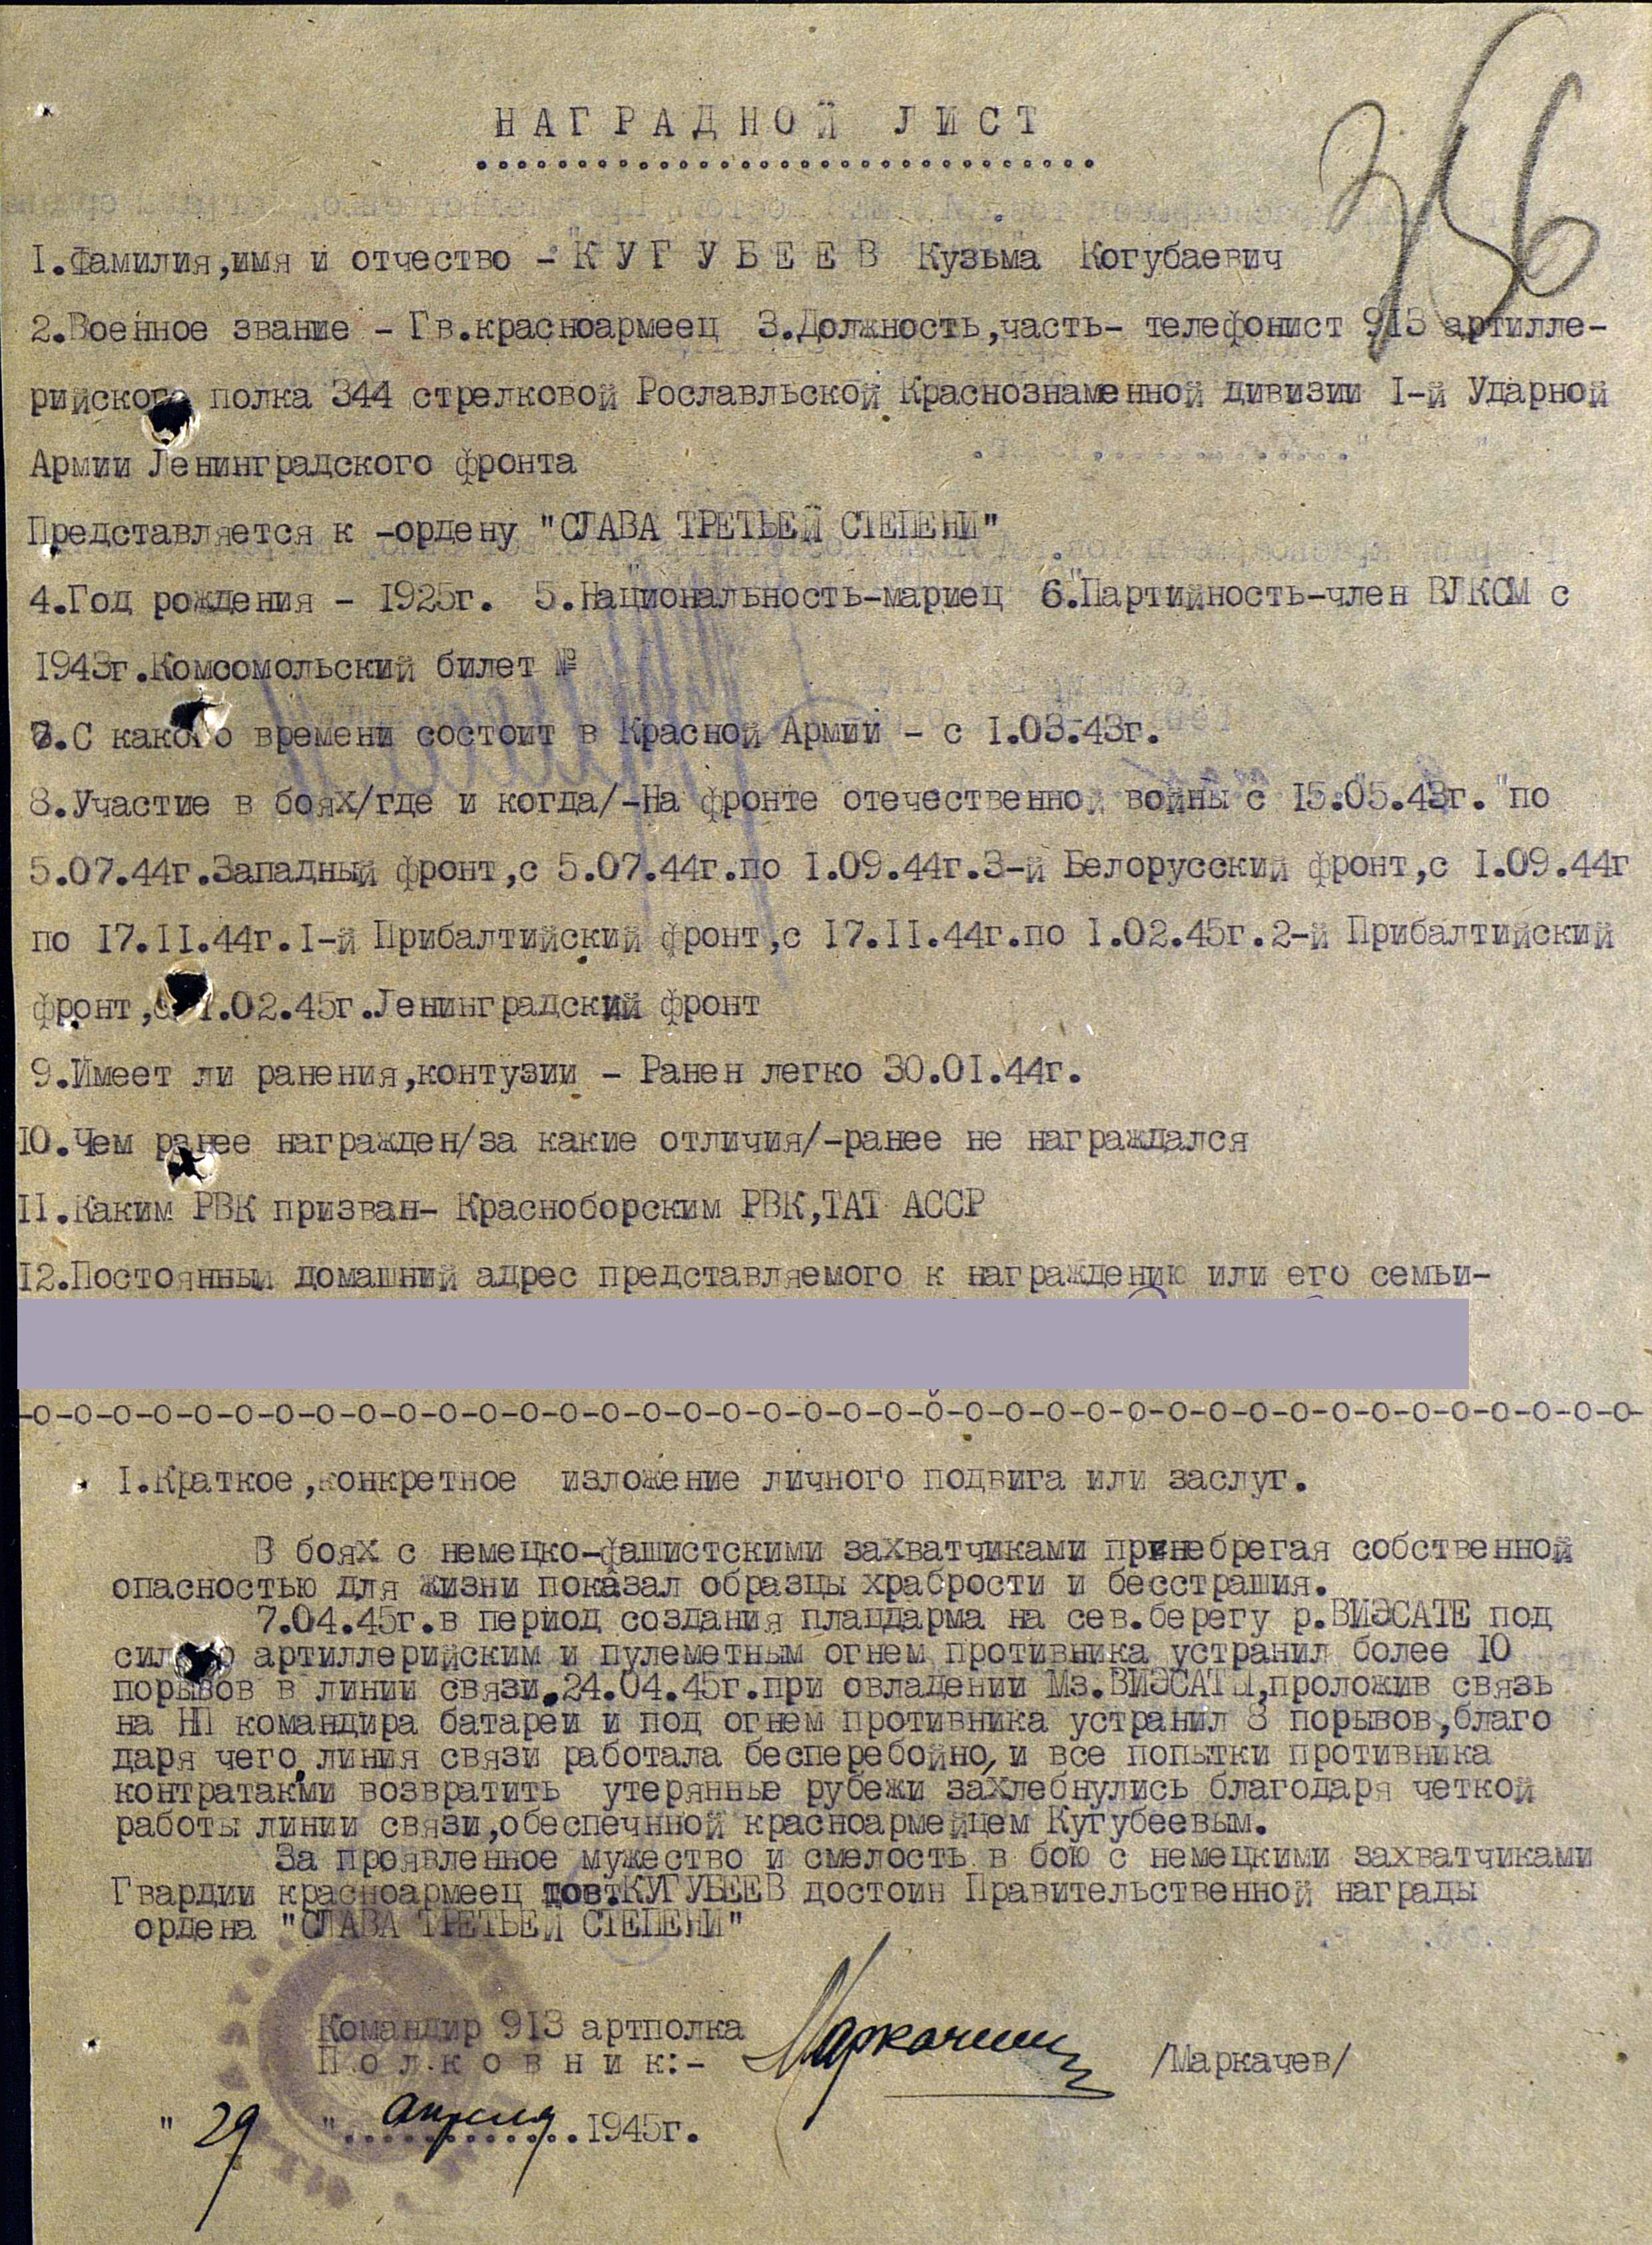 356
НАГРАДНОЙ ЛИСТ
1.Фамилия,имя и отчество - КУГУБЕЕВ Кузьма Когубаевич
2.Военное звание - Гв.красноармеец 3.Должность,часть- телефонист 913 артилле-
рийского полка 344 стрелковой Рославльской Краснознаменной дивизии I-й Ударной
Армии Ленинградского фронта
Представляется к -ордену "СЛАВА ТРЕТЬЕЙ СТЕПЕНИ"
4.Год рождения - 1925г. 5.Национальность-мариец 6.Партийность-член ВЛКСМ с
1943г.Комсомольский билет №
7.С какого времени состоит в Красной Армии - с 1.03.43г.
8.Участие в боях/где и когда/-На фронте отечественной войны с 15.05.43г. по
5.07.44г.Западный фронт,с 5.07.44г.по 1.09.44г.3-й Белорусский фронт,с 1.09.44г
по 17.11.44г.I-й Прибалтийский фронт,с 17.11.44г.по 1.02.45г.2-й Прибалтийский
фронт,с 1.02.45г.Ленинградский фронт
9.Имеет ли ранения,контузии - Ранен легко 30.01.44г.
10.Чем ранее награжден/за какие отличия/-ранее не награждался
11.Каким РВК призван- Красноборским РВК,ТАТ АССР
12.Постоянный домашний адрес представляемого к награждению или его семьи-
-о-о-о-о-о-о-о-о-о-о-о-о-о-о-о-о-о-о-о-о-о-о-о-о-о-о-о-о-о-о-о-о-о-о-о-о-о-о-о-о-
I.Краткое,конкретное изложение личного подвига или заслуг.
В боях с немецко-фашистскими захватчиками принебрегая собственной
опасностью для жизни показал образцы храбрости и бесстрашия.
7.04.45г.в период создания плацдарма на сев.берегу р.ВИЭСАТЕ под
сильно артиллерийским и пулеметным огнем противника устранил более 10
порывов в линии связи.24.04.45г.при овладении Мз.ВИЭСАТЫ,проложив связь
на НП командира батареи и под огнем противника устранил 8 порывов,благо
даря чего линия связи работала бесперебойно, и все попытки противника
контратакми возвратить утерянные рубежи захлебнулись благодаря четкой
работы линии связи,обеспечнной красноармейцем Кугубеевым.
За проявленное мужество и смелость в бою с немецкими захватчиками
Гвардии красноармеец тов.КУГУБЕЕВ достоин Правительственной награды
ордена "СЛАВА ТРЕТЬЕЙ СТЕПЕНИ"
Командир 913 артполка
Полковник:- /Маркачев/
"29" апреля 1945г.